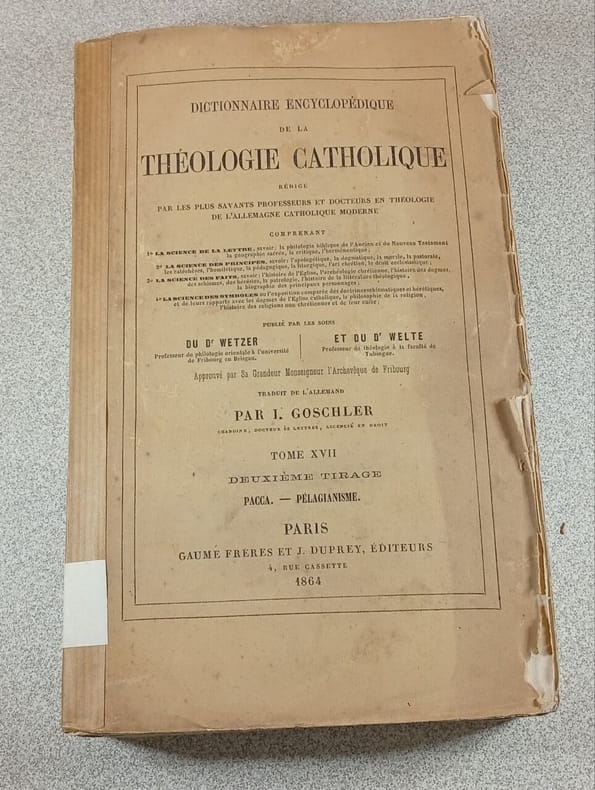 DICTIONNAIRE ENCYCLOPÉDIQUE
DE LA
THÉOLOGIE CATHOLIQUE
RÉDIGÉ
PAR LES PLUS SAVANTS PROFESSEURS ET DOCTEURS EN THÉOLOGIE
DE L'ALLEMAGNE CATHOLIQUE MODERNE
COMPRENANT
1º LA SCIENCE DE LA LETTRE, savoir: la philologie biblique de l'Ancien et du Nouveau Testament
la géographie sacrée, la critique, l'herméneutique;
2º LA SCIENCE DES PRINCIPES, savoir: l'apologétique, la dogmatique, la morale, la pastorale,
les catéchèses, l'homilétique, la pédagogique, la liturgique, l'art chrétien, le droit ecclésiastique;
LA SCIENCE DES FAITS, savoir: l'histoire de l'Église, l'archéologie chrétienne, l'histoire des dogmes,
des schismes, des hérésies, la patrologie, l'histoire de la littérature théologique,
la biographie des principaux personnages;
LA SCIENCE DES SYMBOLES ou l'exposition comparée des doctrines schismatiques et hérétiques,
et de leurs rapports avec les dogmes de l'Église catholique, la philosophie de la religion,
l'histoire des religions non chrétiennes et de leur culte;
PUBLIÉ PAR LES SOINS
DU Dr WETZER
Professeur de philologie orientale à l'université
de Fribourg en Brisgau.
ET DU Dr WELTE
Professeur de théologie à la faculté de
Tubingue.
Approuvé par Sa Grandeur Monseigneur l'Archevêque de Fribourg
TRADUIT DE L'ALLEMAND
PAR I. GOSCHLER
CHANOINE, DOCTEUR ÈS LETTRES, LICENCIÉ EN DROIT
TOME XVII
DEUXIÈME TIRAGE
PACCA. — PÉLAGIANISME.
PARIS
GAUME FRÈRES ET J. DUPREY, ÉDITEURS
4, RUE CASSETTE
1864